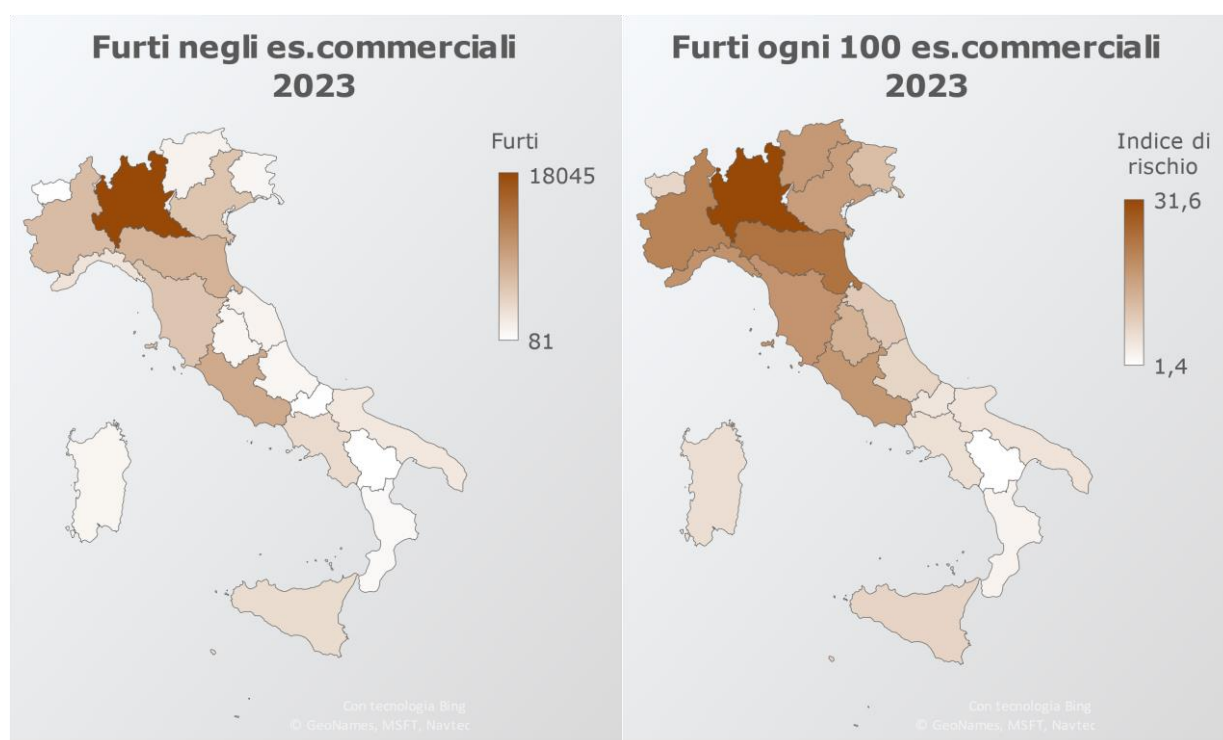 Furti negli es.commerciali
2023
Furti
18045
81
Con tecnologia Bing
© GeoNames, MSFT, Navtec
Furti ogni 100 es.commerciali
2023
Indice di
rischio
31,6
1,4
Con tecnologia Bing
© GeoNames, MSFT, Navtec